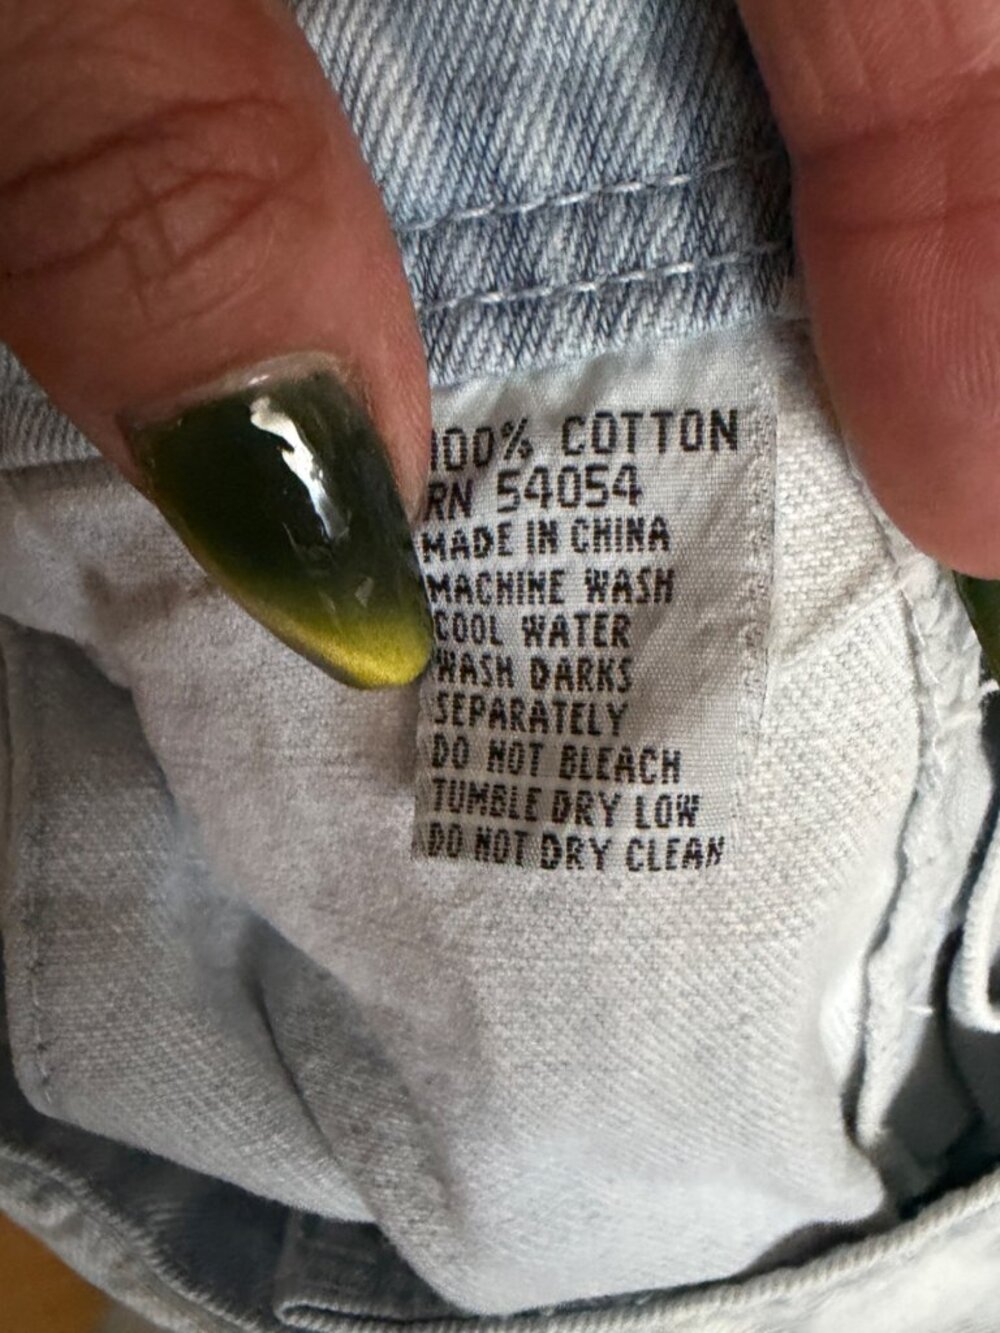 100% COTTON
RN 54054
MADE IN CHINA
MACHINE WASH
COOL WATER
WASH DARKS
SEPARATELY
DO NOT BLEACH
TUMBLE DRY LOW
DO NOT DRY CLEAN